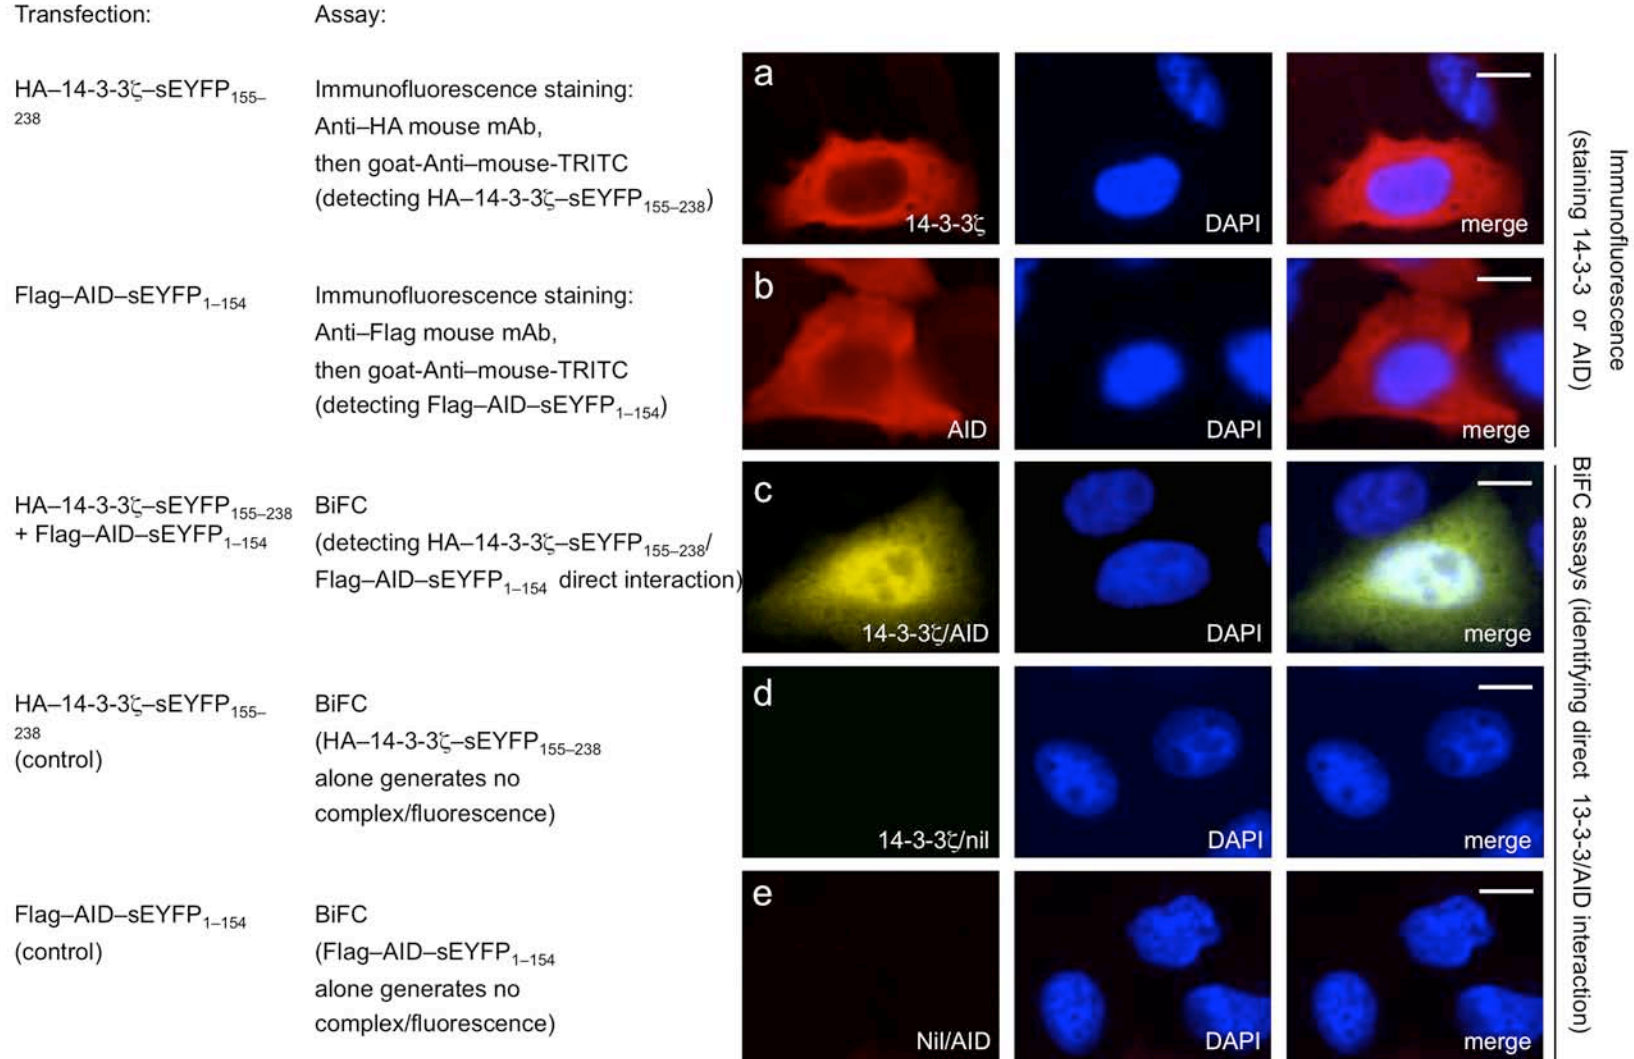 Transfection: Assay:
HA–14-3-3ζ–sEYFP155–
238
Immunofluorescence staining:
Anti–HA mouse mAb,
then goat-Anti–mouse-TRITC
(detecting HA–14-3-3ζ–sEYFP155–238)
a
14-3-3ζ
DAPI
merge
Flag–AID–sEYFP1–154
Immunofluorescence staining:
Anti–Flag mouse mAb,
then goat-Anti–mouse-TRITC
(detecting Flag–AID–sEYFP1–154)
b
AID
DAPI
merge
Immunofluorescence
(staining 14-3-3 or AID)
HA–14-3-3ζ–sEYFP155–238
+ Flag–AID–sEYFP1–154
BiFC
(detecting HA–14-3-3ζ–sEYFP155–238/
Flag–AID–sEYFP1–154 direct interaction)
c
14-3-3ζ/AID
DAPI
merge
HA–14-3-3ζ–sEYFP155–
238
(control)
BiFC
(HA–14-3-3ζ–sEYFP155–238
alone generates no
complex/fluorescence)
d
14-3-3ζ/nil
DAPI
merge
Flag–AID–sEYFP1–154
(control)
BiFC
(Flag–AID–sEYFP1–154
alone generates no
complex/fluorescence)
e
Nil/AID
DAPI
merge
BiFC assays (identifying direct 13-3-3/AID interaction)